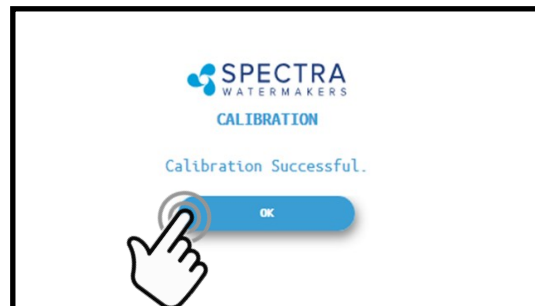 SPECTRA
WATERMAKERS
CALIBRATION
Calibration Successful.
OK